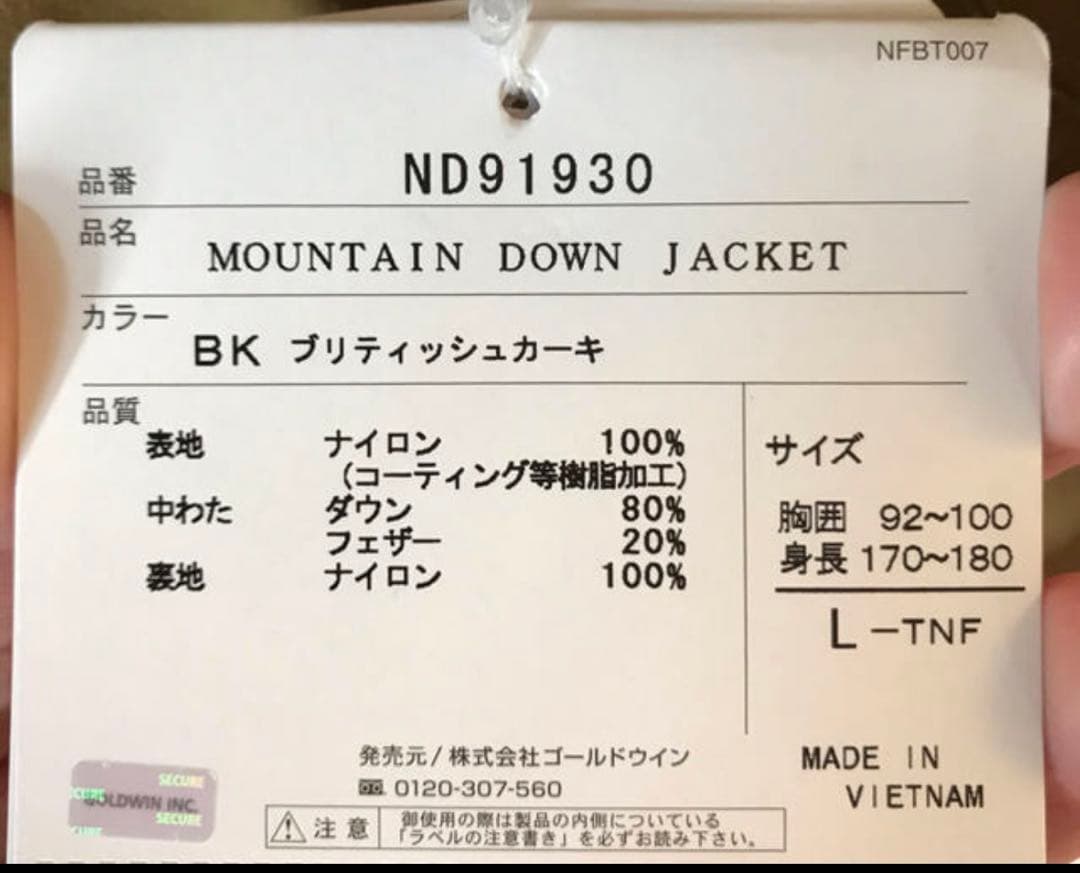 NFBT007
品番 ND91930
品名
MOUNTAIN DOWN JACKET
カラー
BK ブリティッシュカーキ
品質
表地 ナイロン 100%
(コーティング等樹脂加工)
中わた ダウン 80%
フェザー 20%
裏地 ナイロン 100%
サイズ
胸囲 92~100
身長 170~180
L-TNF
発売元/株式会社ゴールドウイン
0120-307-560
MADE IN
VIETNAM
注意
御使用の際は製品の内側についている
「ラベルの注意書き」を必ずお読み下さい。
SECURE
GOLDWIN INC.
SECURE